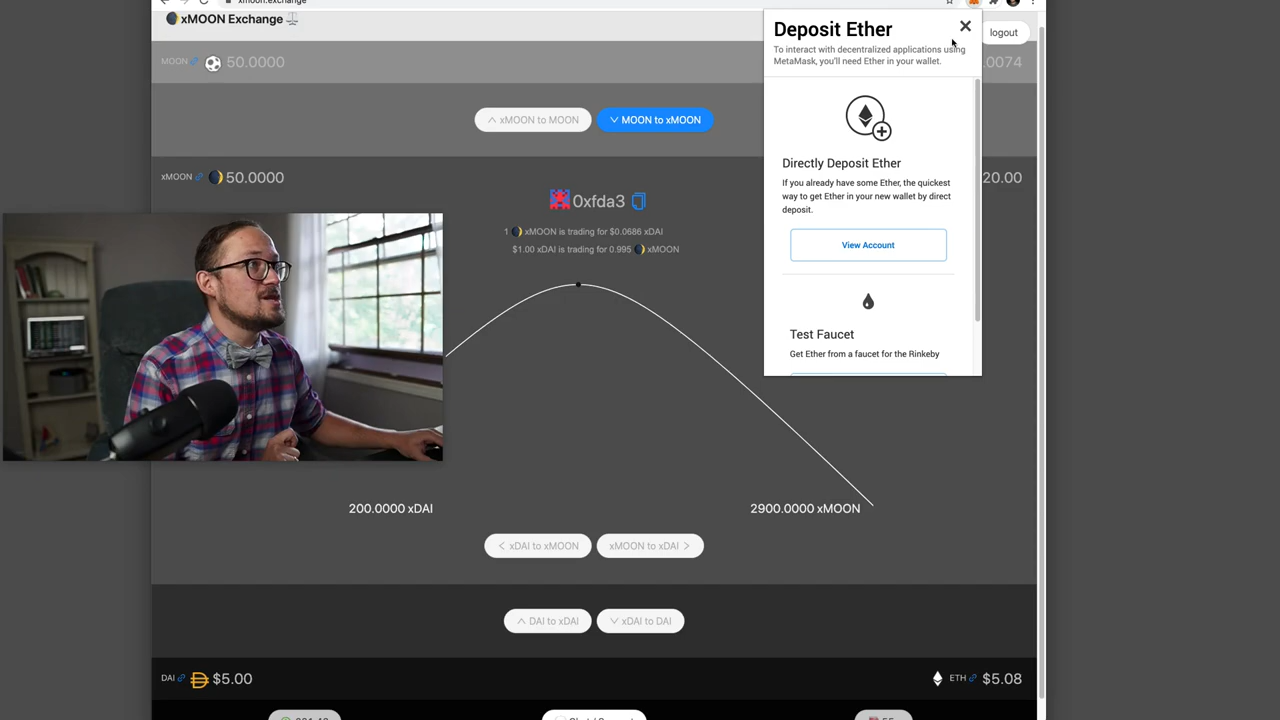 xmoon.exchange
xMOON Exchange
Deposit Ether
logout
To interact with decentralized applications using
MetaMask, you'll need Ether in your wallet.
MOON 50.0000
.0074
xMOON to MOON
MOON to xMOON
Directly Deposit Ether
If you already have some Ether, the quickest
way to get Ether in your new wallet by direct
deposit.
xMOON 50.0000
20.00
0xfda3
1 xMOON is trading for $0.0686 xDAI
$1.00 xDAI is trading for 0.995 xMOON
View Account
Test Faucet
Get Ether from a faucet for the Rinkeby
200.0000 xDAI
2900.0000 xMOON
< xDAI to xMOON
xMOON to xDAI >
DAI to xDAI
xDAI to DAI
DAI $5.00
ETH $5.08